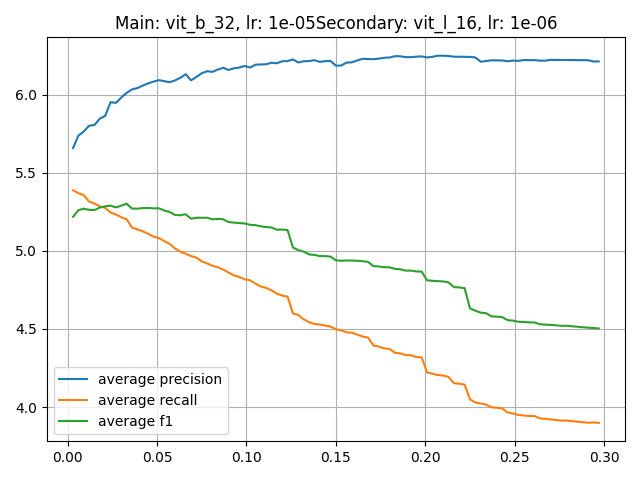 Main: vit_b_32, lr: 1e-05Secondary: vit_l_16, lr: 1e-06
6.0
5.5
5.0
4.5
4.0
average precision
average recall
average f1
0.00 0.05 0.10 0.15 0.20 0.25 0.30